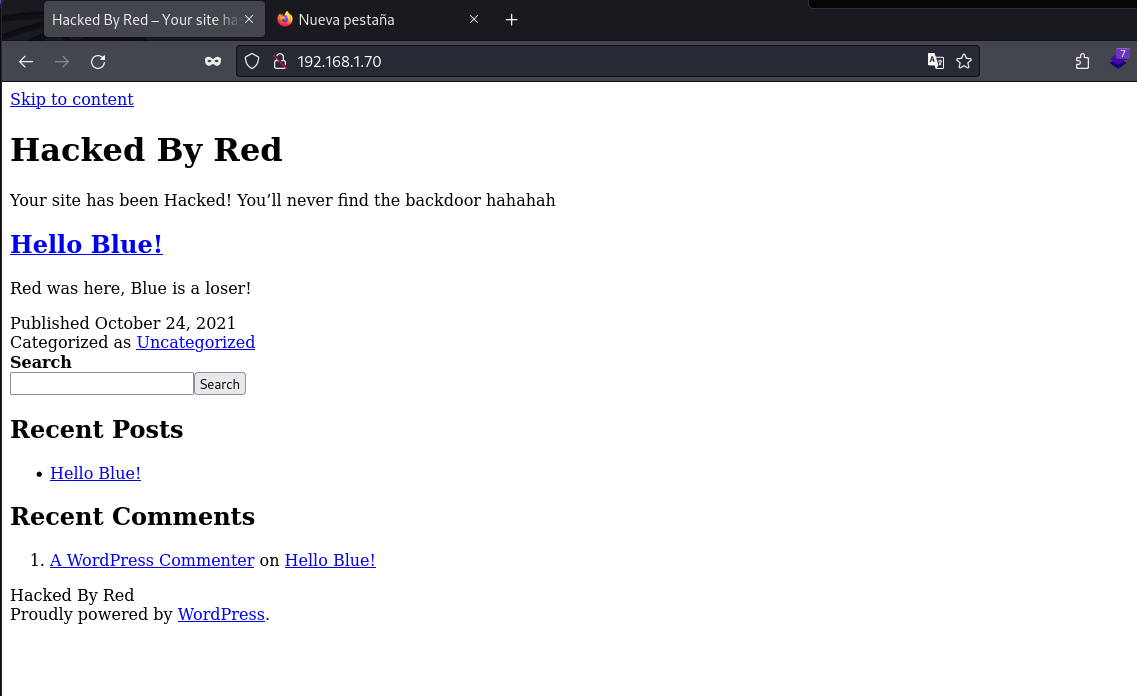 Hacked By Red – Your site ha
Nueva pestaña
192.168.1.70
7
Skip to content
Hacked By Red
Your site has been Hacked! You’ll never find the backdoor hahahah
Hello Blue!
Red was here, Blue is a loser!
Published October 24, 2021
Categorized as Uncategorized
Search
Search
Recent Posts
• Hello Blue!
Recent Comments
1. A WordPress Commenter on Hello Blue!
Hacked By Red
Proudly powered by WordPress.